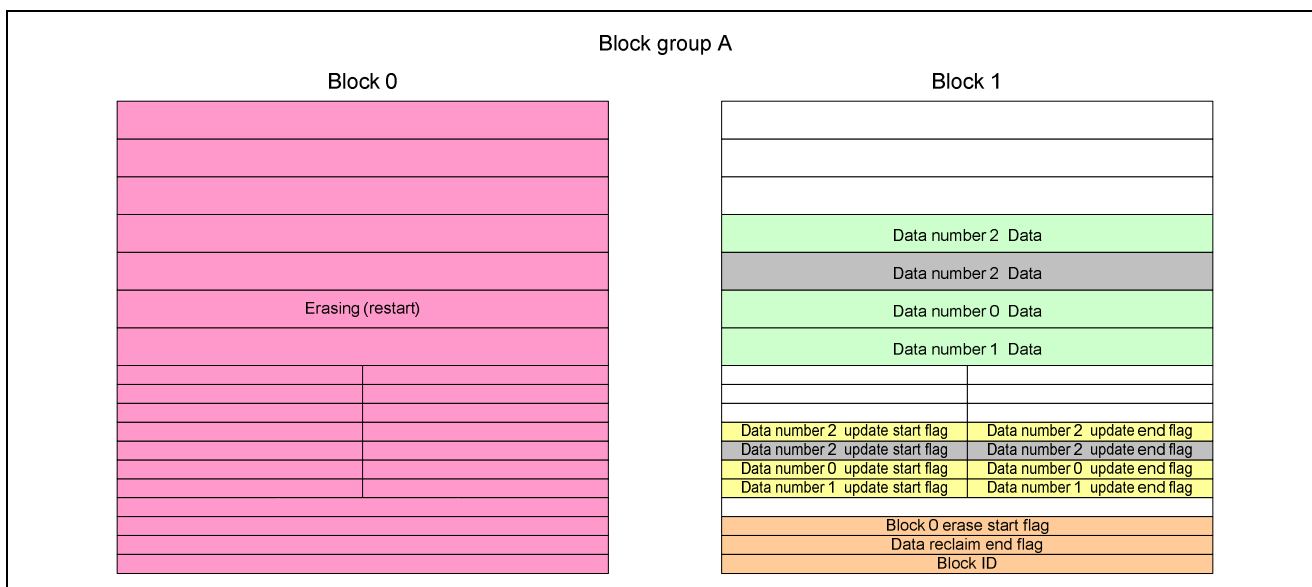 Block group A
Block 0
Erasing (restart)
Block 1
Data number 2 Data
Data number 2 Data
Data number 0 Data
Data number 1 Data
Data number 2 update start flag Data number 2 update end flag
Data number 2 update start flag Data number 2 update end flag
Data number 0 update start flag Data number 0 update end flag
Data number 1 update start flag Data number 1 update end flag
Block 0 erase start flag
Data reclaim end flag
Block ID